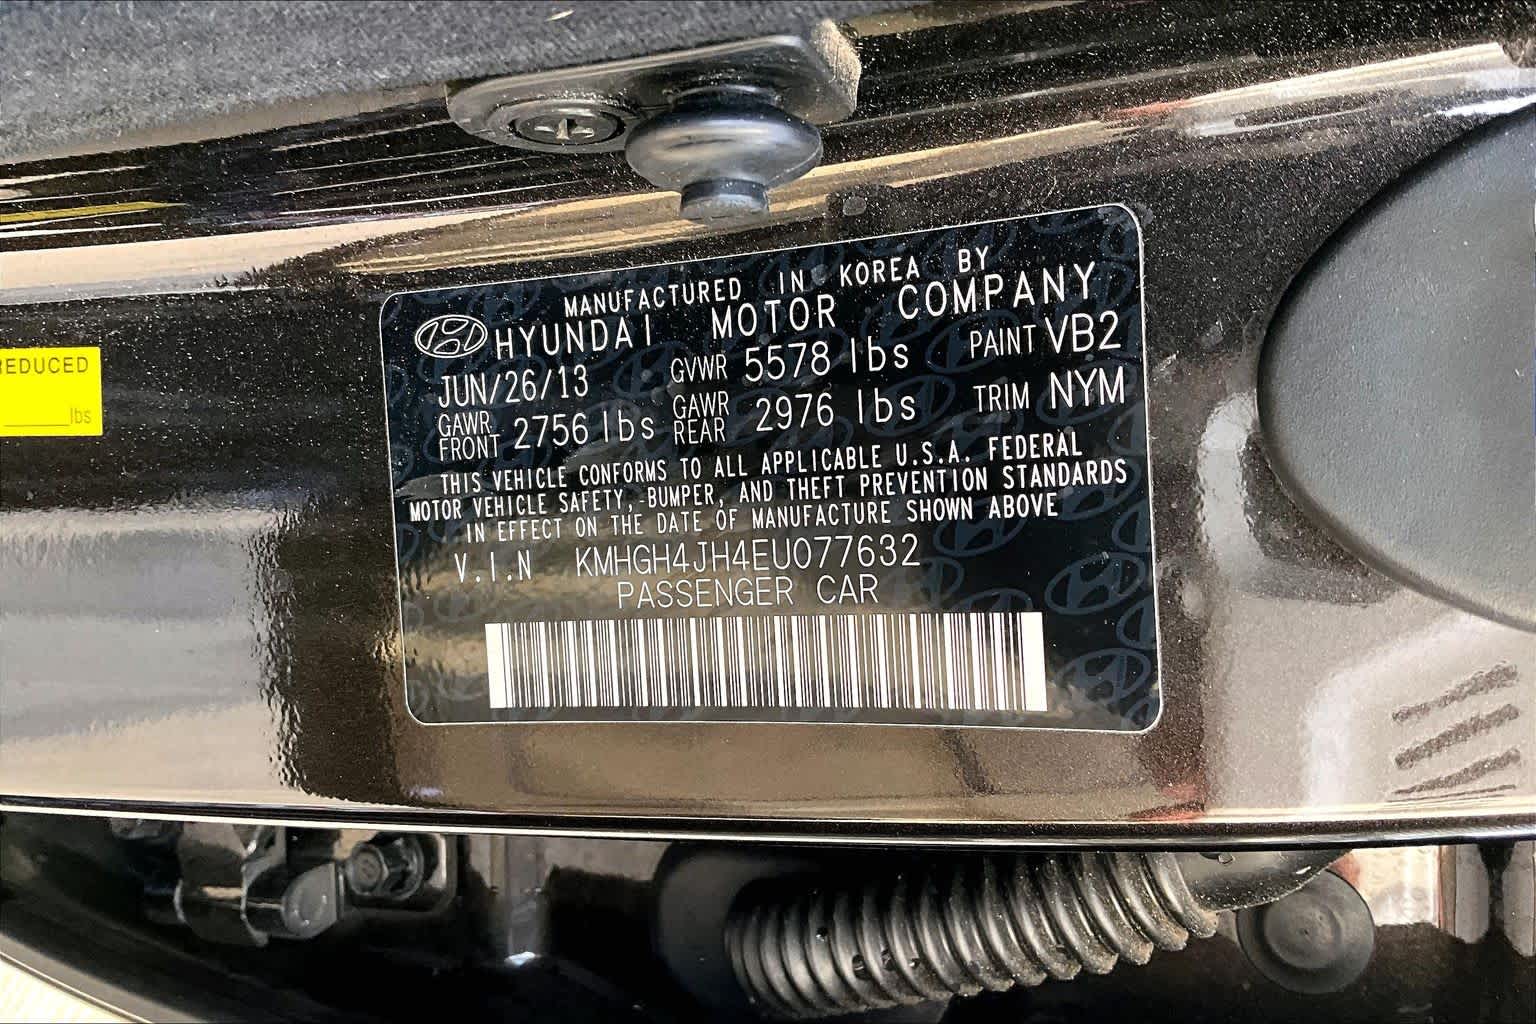 MANUFACTURED IN KOREA BY
HYUNDAI MOTOR COMPANY
JUN/26/13 GVWR 5578 lbs PAINT VB2
GAWR FRONT 2756 lbs GAWR REAR 2976 lbs TRIM NYM
THIS VEHICLE CONFORMS TO ALL APPLICABLE U.S.A. FEDERAL
MOTOR VEHICLE SAFETY, BUMPER, AND THEFT PREVENTION STANDARDS
IN EFFECT ON THE DATE OF MANUFACTURE SHOWN ABOVE
V.I.N KMHGH4JH4EU077632
PASSENGER CAR
REDUCED
lbs